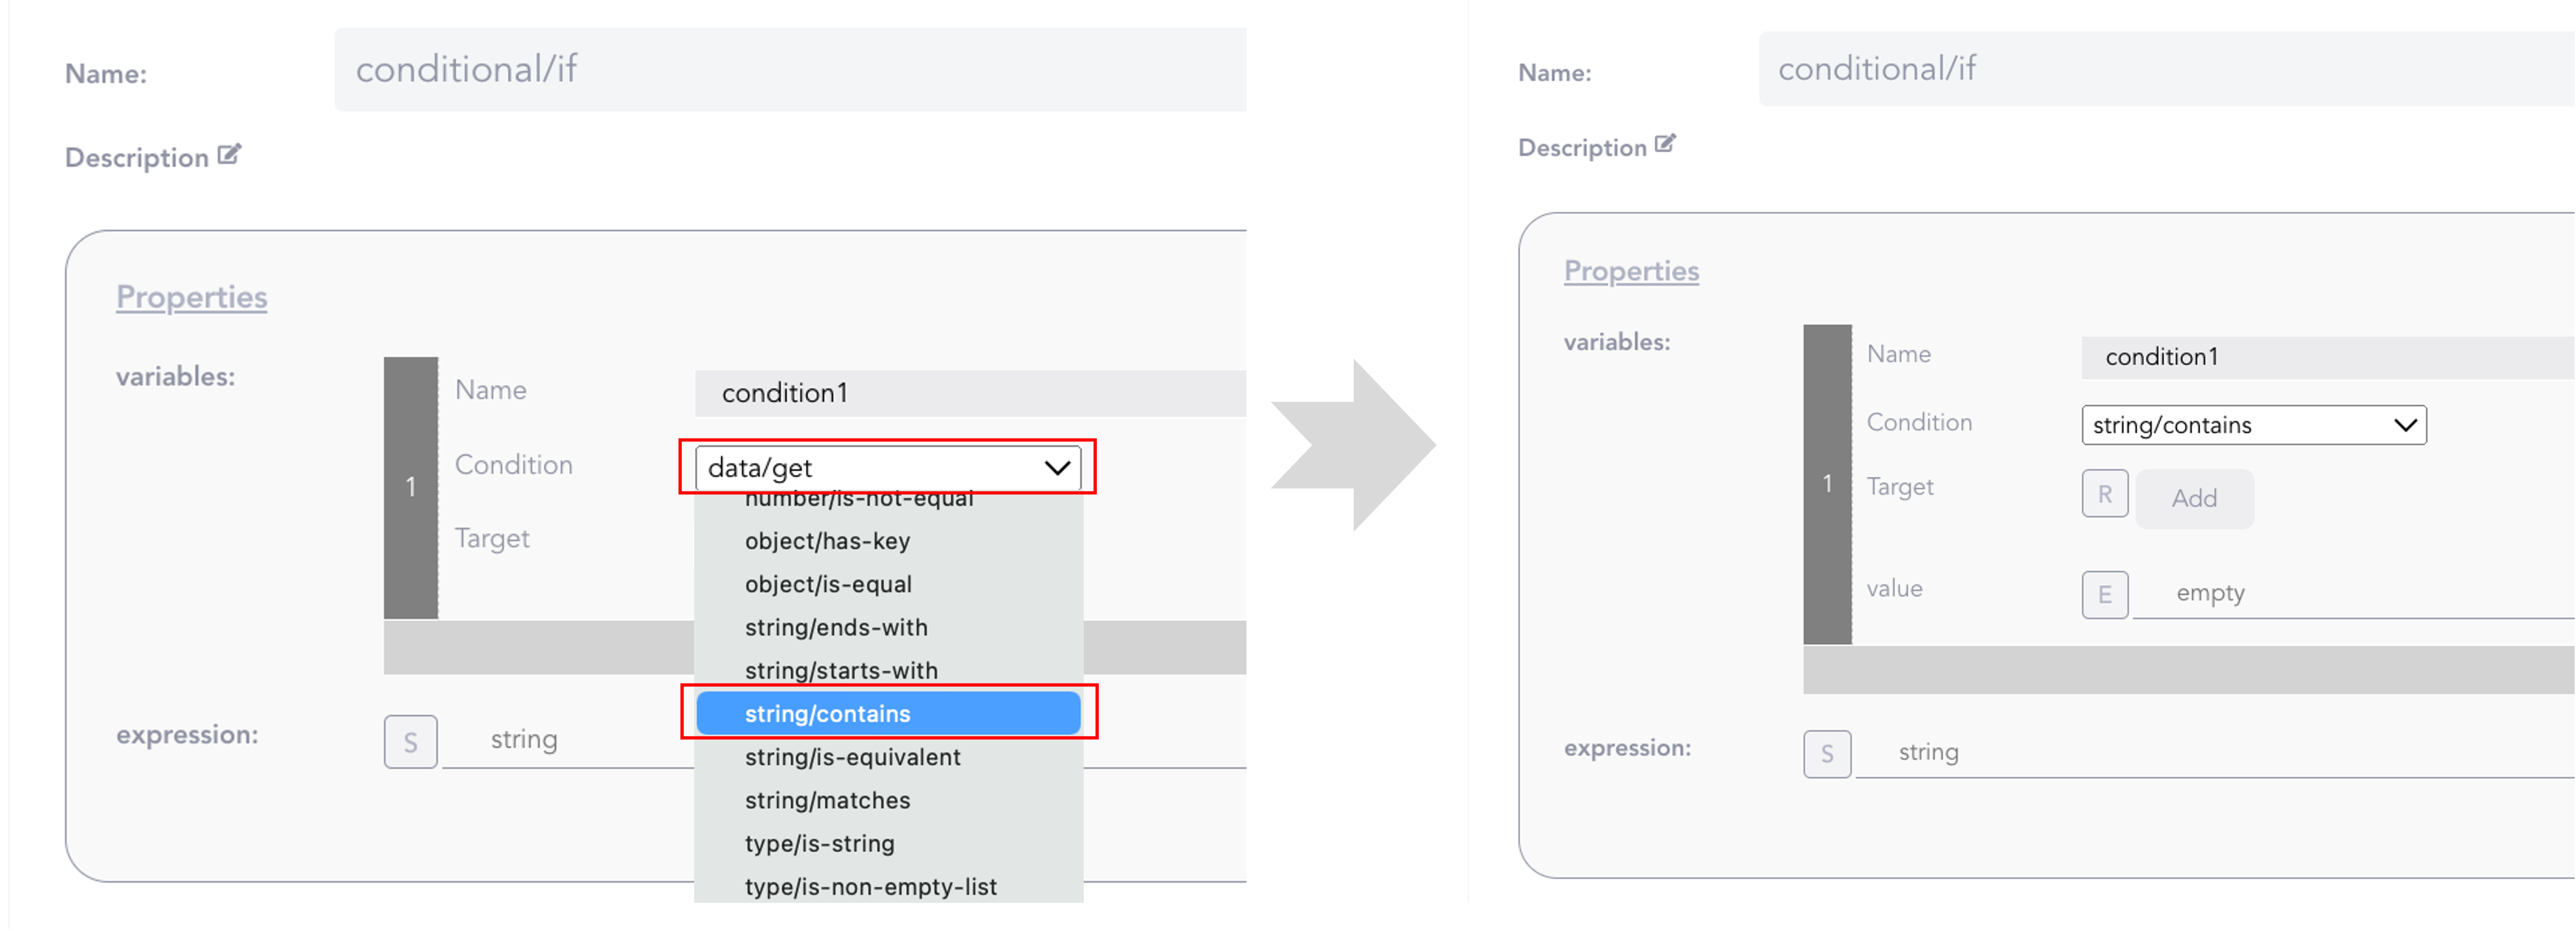 Name:
conditional/if
Description
Properties
variables:
1
Name
condition1
Condition
data/get
number/is-not-equal
object/has-key
object/is-equal
Target
string/ends-with
string/starts-with
string/contains
string/is-equivalent
string/matches
type/is-string
type/is-non-empty-list
expression:
S
string
Name:
conditional/if
Description
Properties
variables:
1
Name
condition1
Condition
string/contains
Target
R
Add
value
E
empty
expression:
S
string